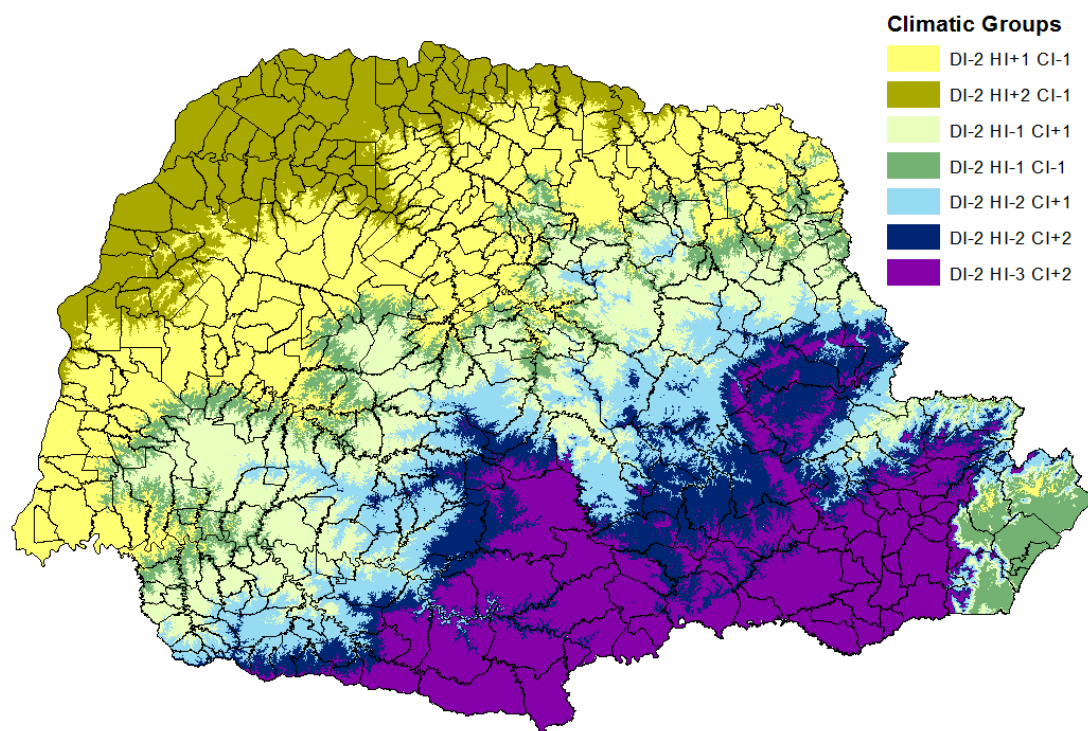 Climatic Groups
DI-2 HI+1 CI-1
DI-2 HI+2 CI-1
DI-2 HI-1 CI+1
DI-2 HI-1 CI-1
DI-2 HI-2 CI+1
DI-2 HI-2 CI+2
DI-2 HI-3 CI+2